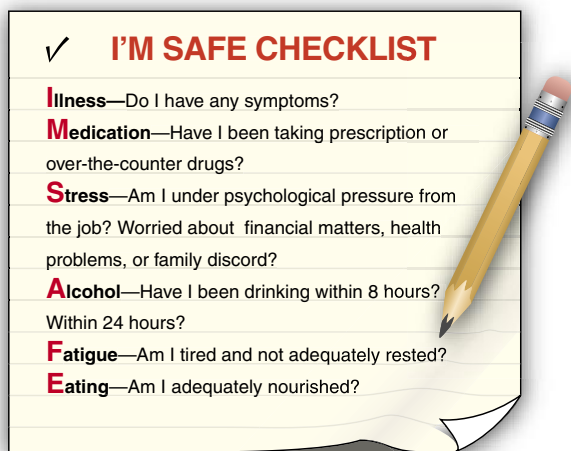 ✓ I'M SAFE CHECKLIST
Illness—Do I have any symptoms?
Medication—Have I been taking prescription or
over-the-counter drugs?
Stress—Am I under psychological pressure from
the job? Worried about  financial matters, health
problems, or family discord?
Alcohol—Have I been drinking within 8 hours?
Within 24 hours?
Fatigue—Am I tired and not adequately rested?
Eating—Am I adequately nourished?